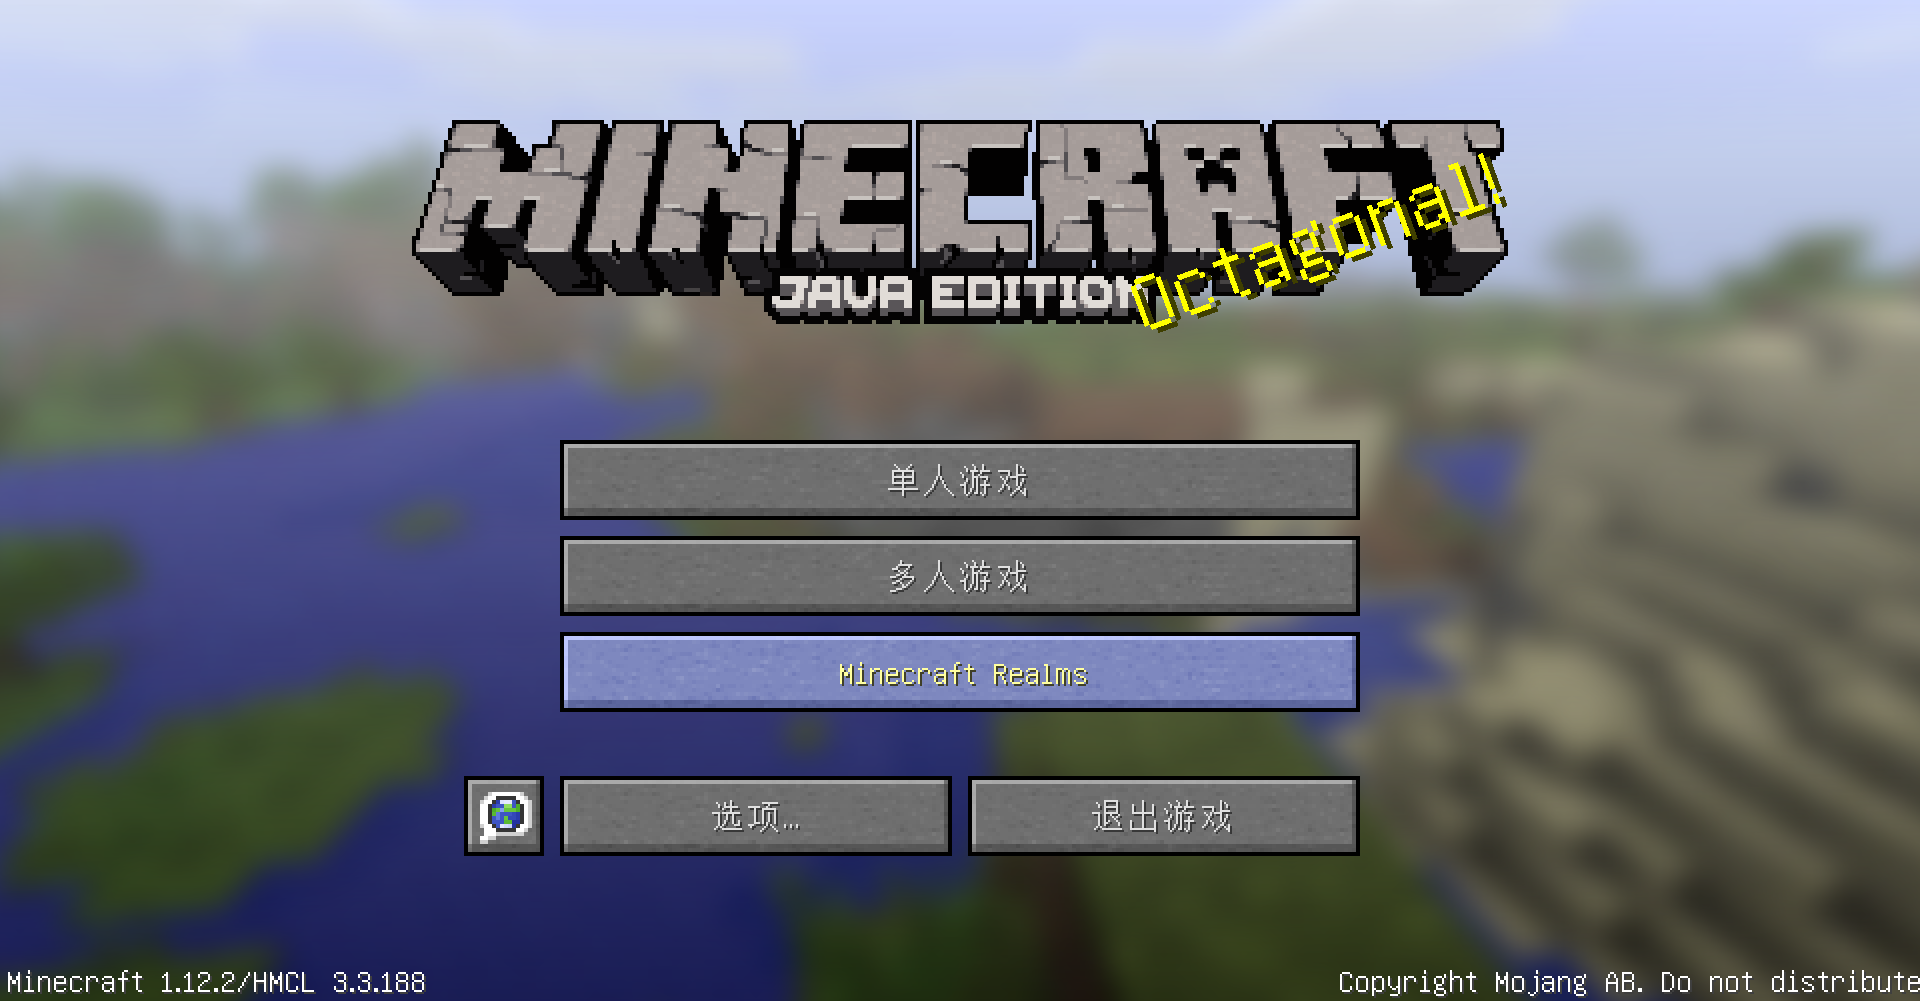 MINECRAFT
JAVA EDITION
Octagonal!
单人游戏
多人游戏
Minecraft Realms
选项...
退出游戏
Minecraft 1.12.2/HMCL 3.3.188
Copyright Mojang AB. Do not distribute